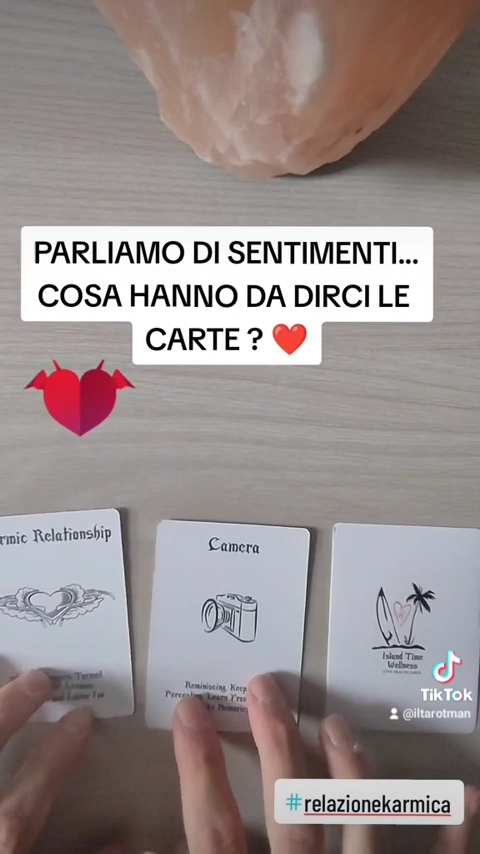 PARLIAMO DI SENTIMENTI...
COSA HANNO DA DIRCI LE
CARTE ? ❤️
rmic Relationship
Camera
Reminiscing, Keep
Island Time
Wellness
TikTok
@iltarotman
#relazionekarmica